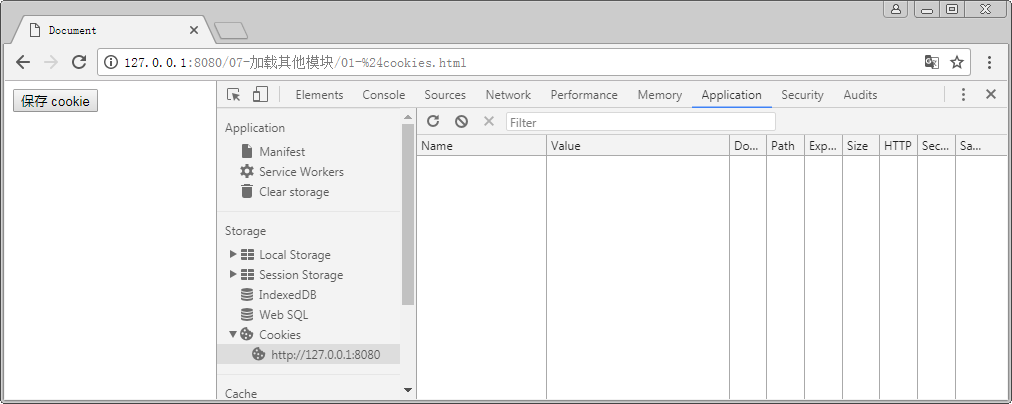 Document
127.0.0.1:8080/07-加载其他模块/01-%24cookies.html
保存 cookie
Elements Console Sources Network Performance Memory Application Security Audits
Filter
Application
Manifest
Service Workers
Clear storage
Name Value Do... Path Exp... Size HTTP Sec... Sa...
Storage
Local Storage
Session Storage
IndexedDB
Web SQL
Cookies
http://127.0.0.1:8080
Cache